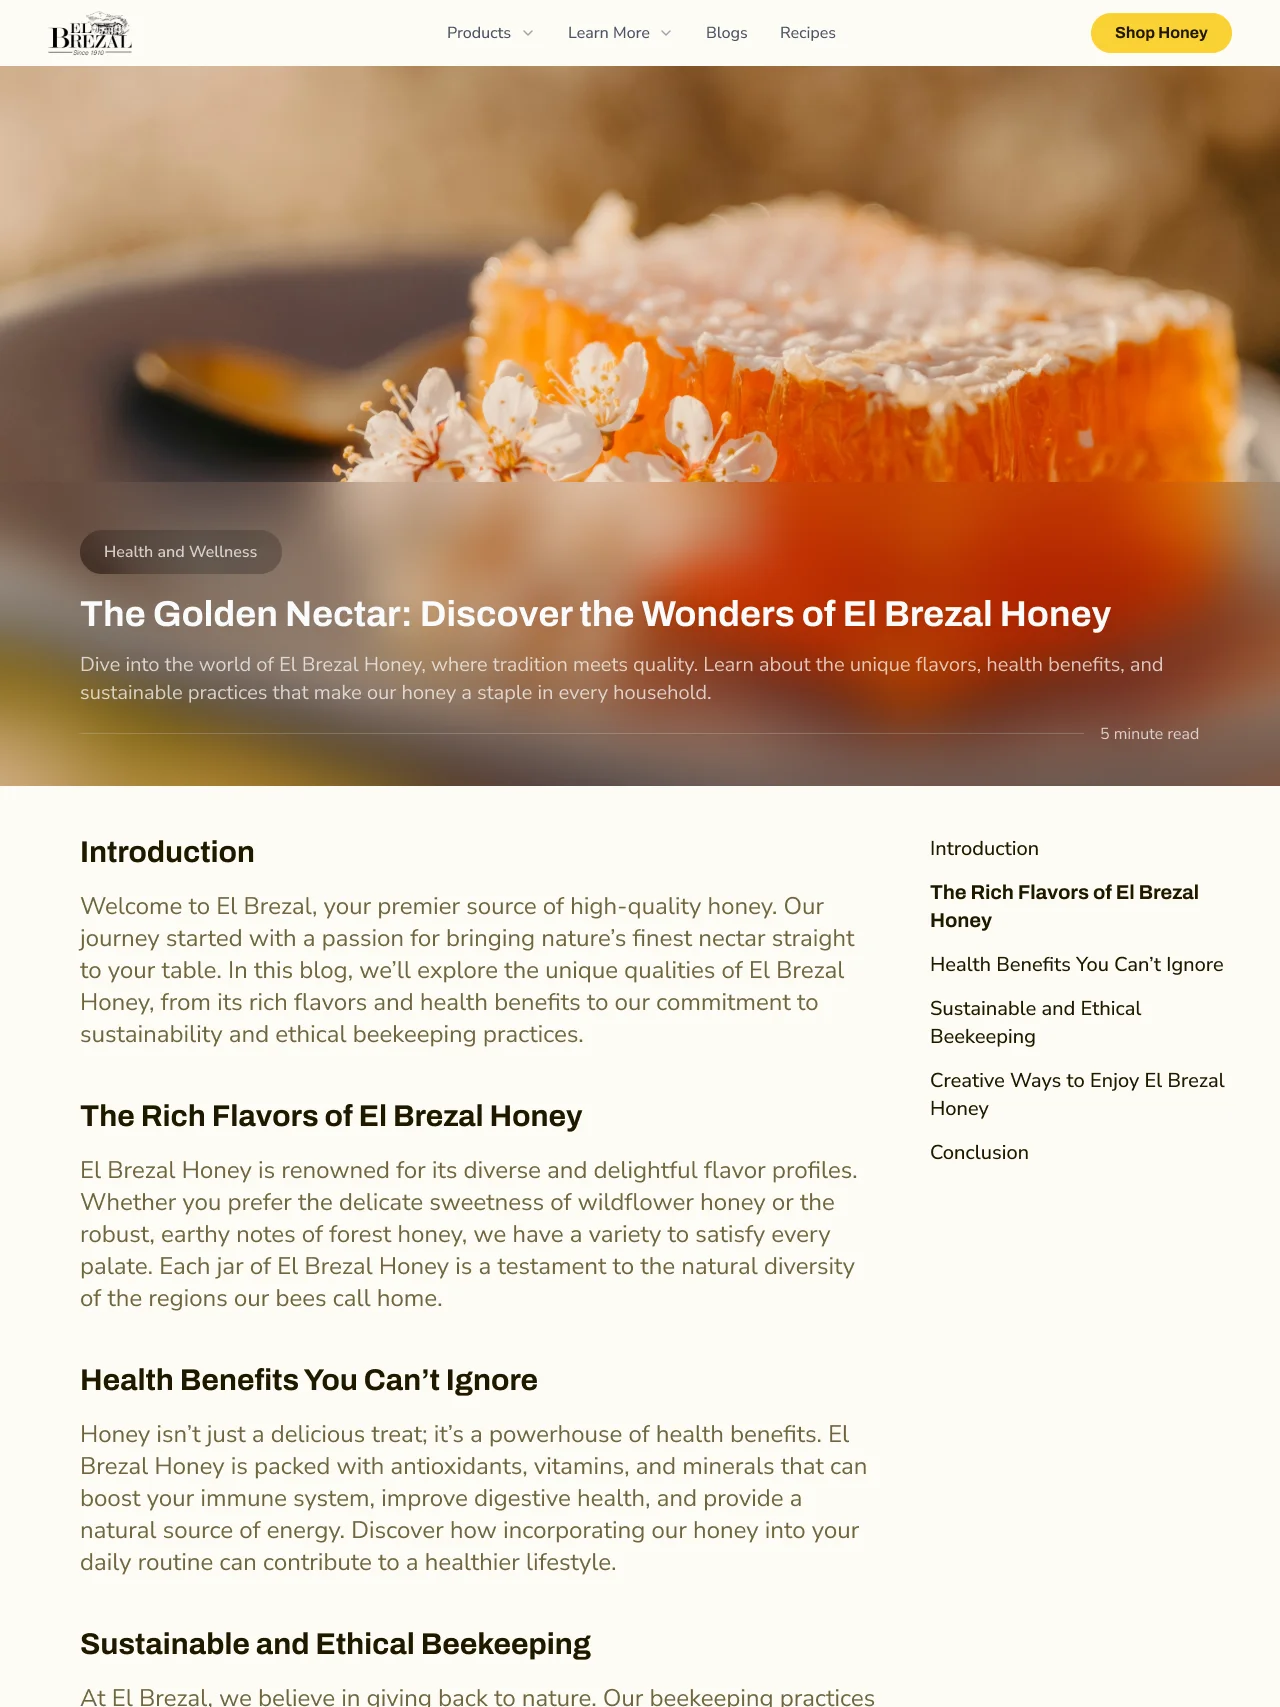 EL
BREZAL
Since 1910
Products
Learn More
Blogs
Recipes
Shop Honey
Health and Wellness
The Golden Nectar: Discover the Wonders of El Brezal Honey
Dive into the world of El Brezal Honey, where tradition meets quality. Learn about the unique flavors, health benefits, and
sustainable practices that make our honey a staple in every household.
5 minute read
Introduction
Welcome to El Brezal, your premier source of high-quality honey. Our
journey started with a passion for bringing nature’s finest nectar straight
to your table. In this blog, we’ll explore the unique qualities of El Brezal
Honey, from its rich flavors and health benefits to our commitment to
sustainability and ethical beekeeping practices.
The Rich Flavors of El Brezal Honey
El Brezal Honey is renowned for its diverse and delightful flavor profiles.
Whether you prefer the delicate sweetness of wildflower honey or the
robust, earthy notes of forest honey, we have a variety to satisfy every
palate. Each jar of El Brezal Honey is a testament to the natural diversity
of the regions our bees call home.
Health Benefits You Can’t Ignore
Honey isn’t just a delicious treat; it’s a powerhouse of health benefits. El
Brezal Honey is packed with antioxidants, vitamins, and minerals that can
boost your immune system, improve digestive health, and provide a
natural source of energy. Discover how incorporating our honey into your
daily routine can contribute to a healthier lifestyle.
Sustainable and Ethical Beekeeping
At El Brezal, we believe in giving back to nature. Our beekeeping practices
Introduction
The Rich Flavors of El Brezal
Honey
Health Benefits You Can’t Ignore
Sustainable and Ethical
Beekeeping
Creative Ways to Enjoy El Brezal
Honey
Conclusion